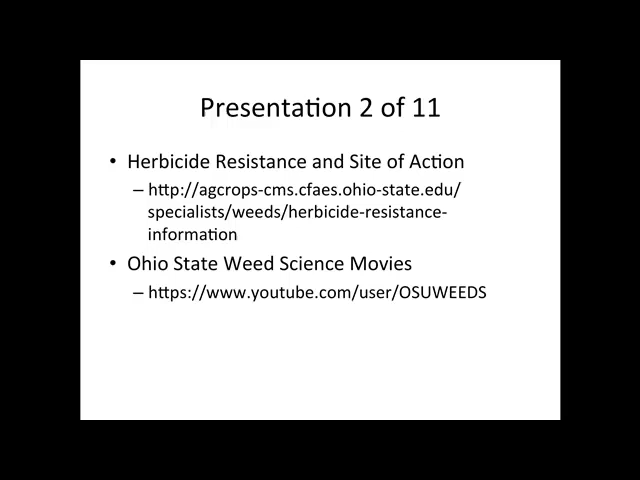 Presentation 2 of 11
• Herbicide Resistance and Site of Action
– http://agcrops-cms.cfaes.ohio-state.edu/
specialists/weeds/herbicide-resistance-
information
• Ohio State Weed Science Movies
– https://www.youtube.com/user/OSUWEEDS